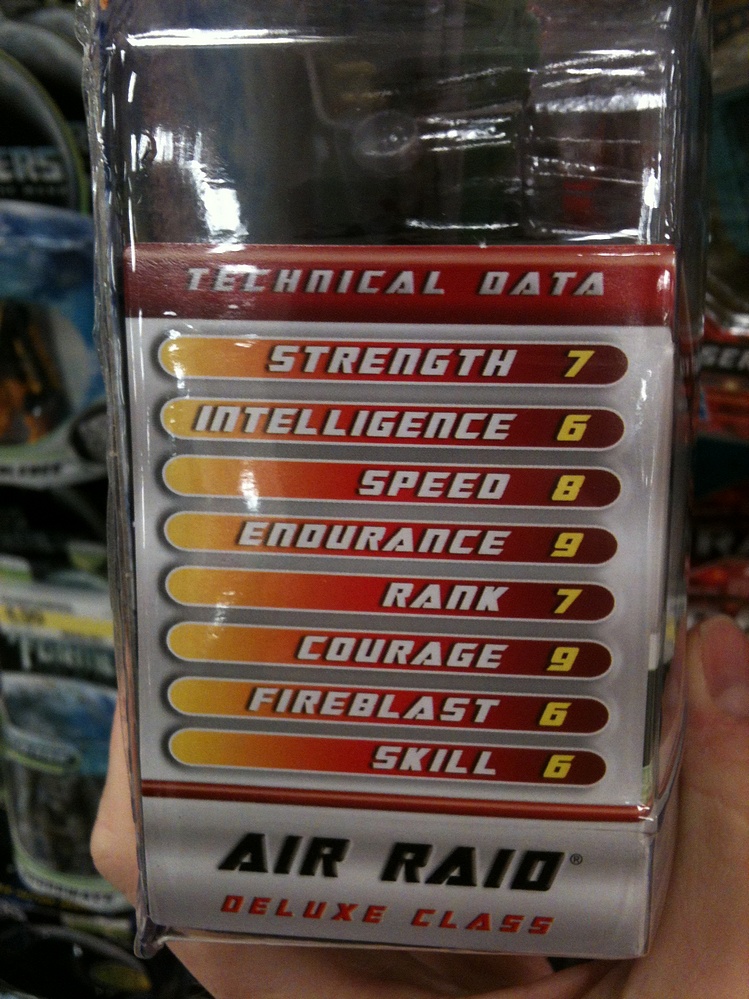 ERS
TECHNICAL DATA
STRENGTH 7
INTELLIGENCE 6
SPEED 8
ENDURANCE 9
RANK 7
COURAGE 9
FIREBLAST 6
SKILL 6
AIR RAID®
DELUXE CLASS